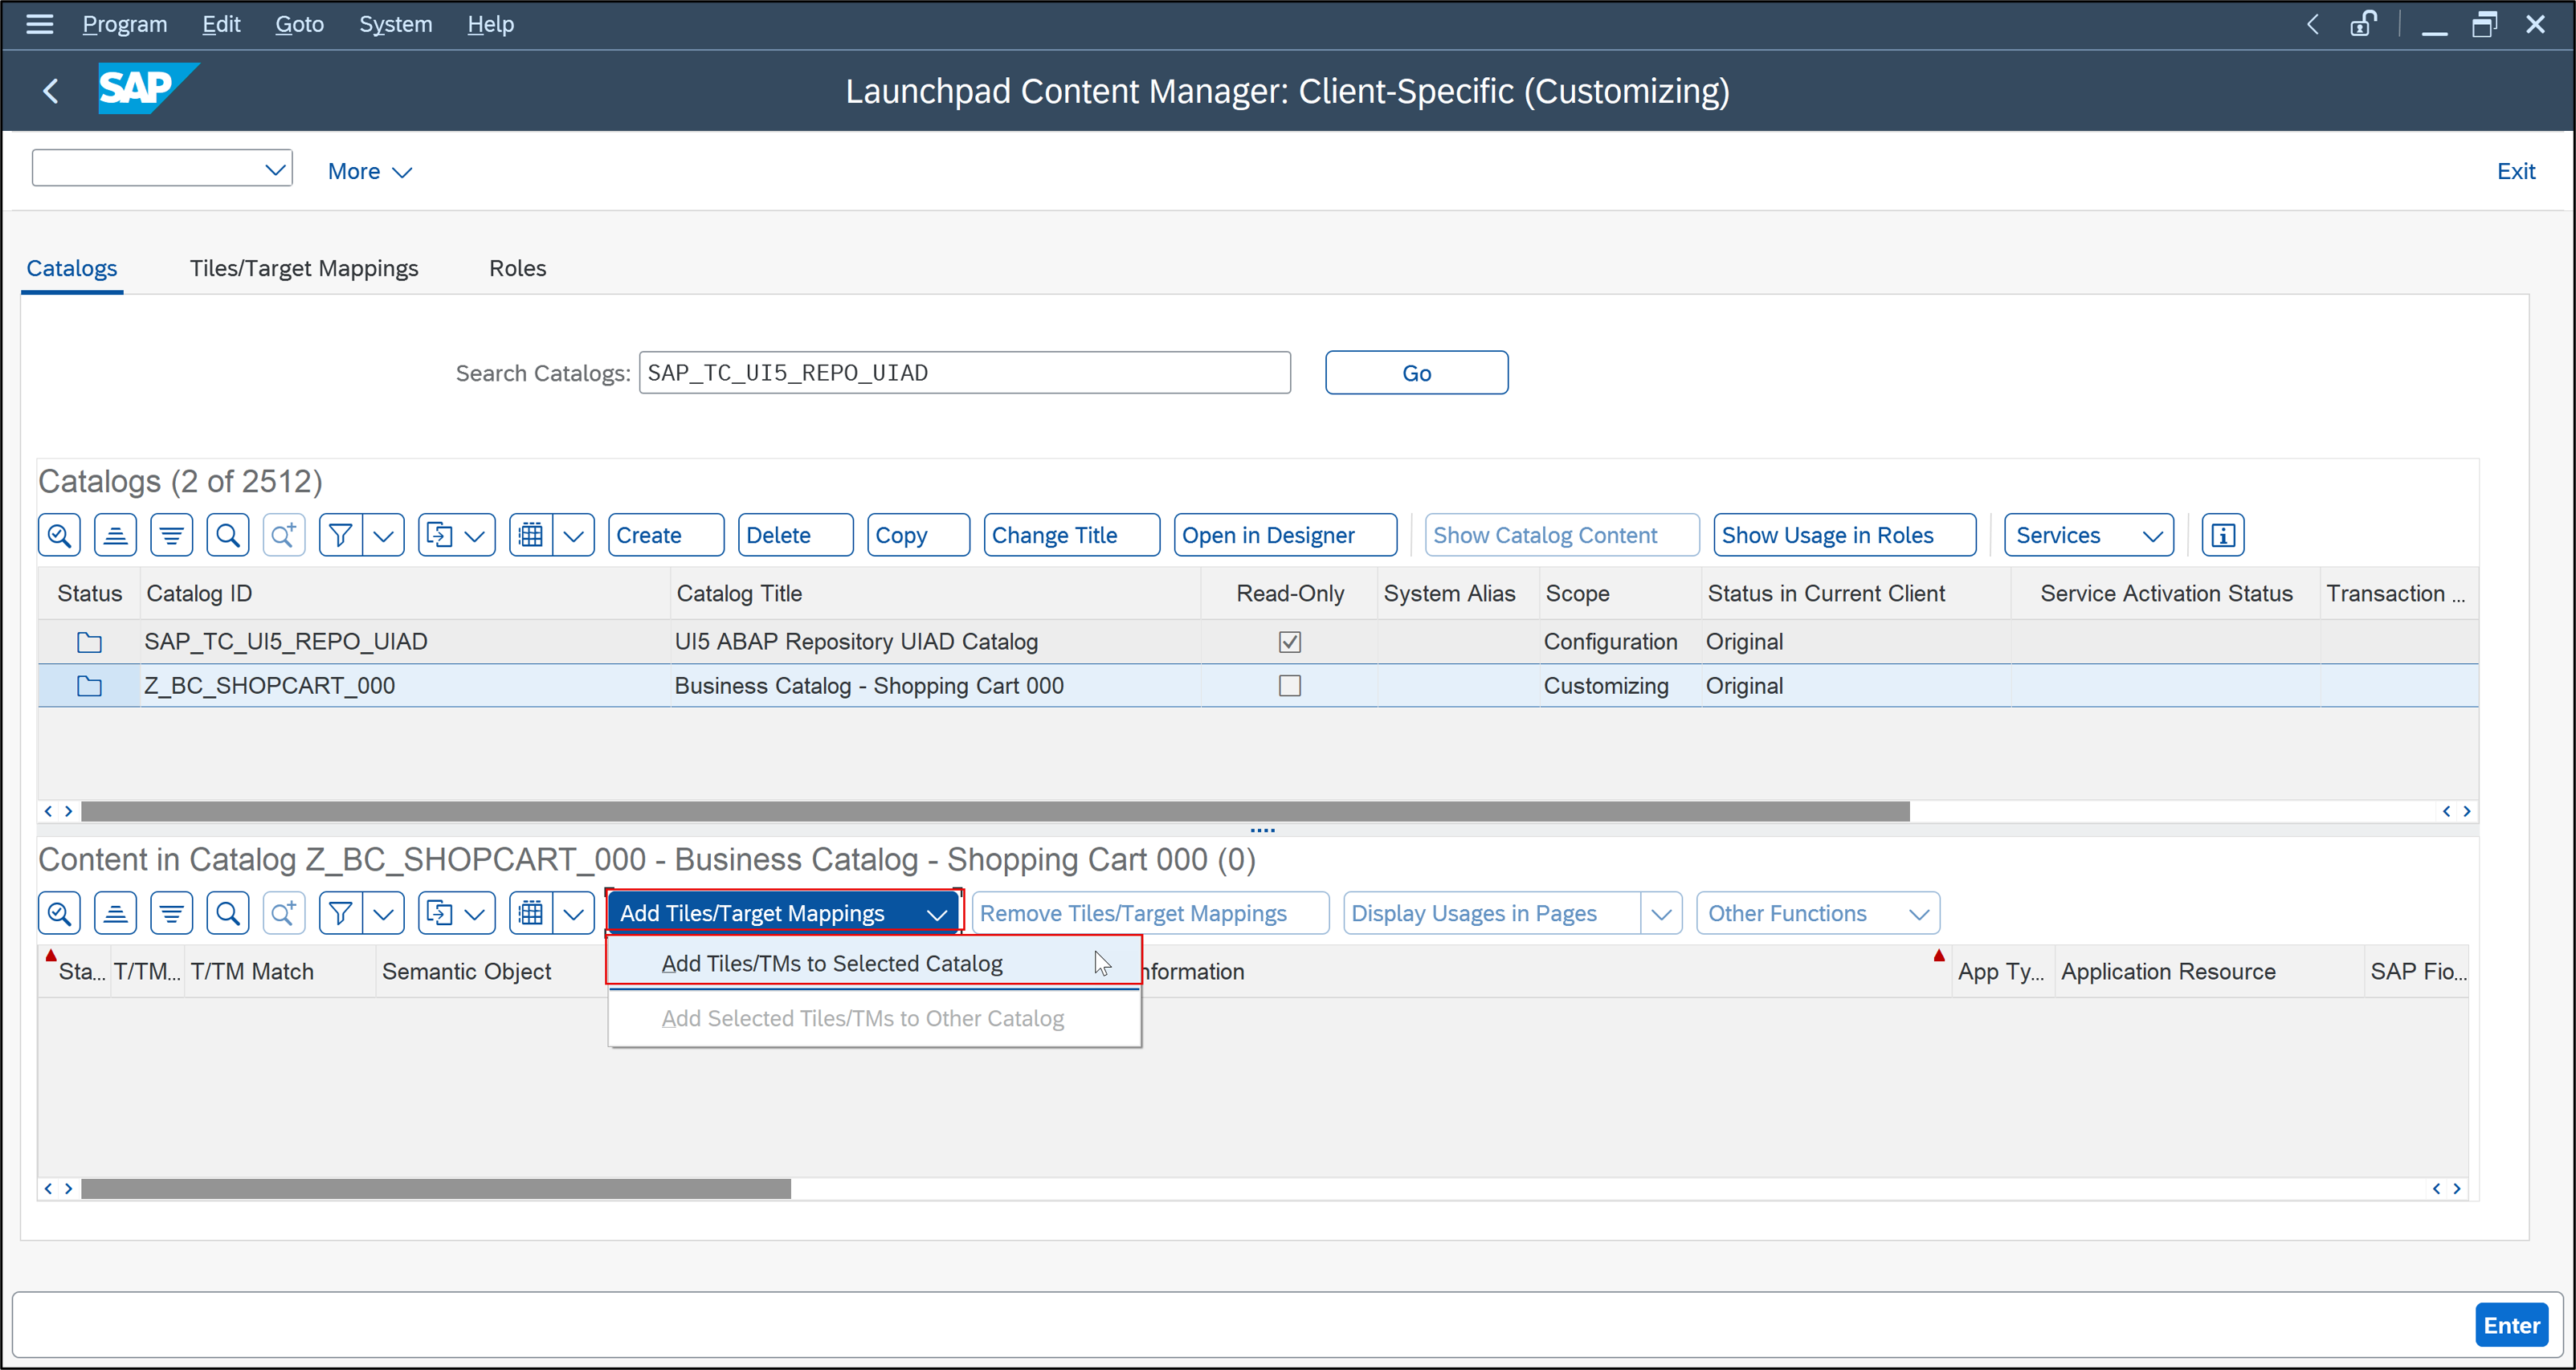 Program Edit Goto System Help
SAP Launchpad Content Manager: Client-Specific (Customizing)
More Exit
Catalogs Tiles/Target Mappings Roles
Search Catalogs: SAP_TC_UI5_REPO_UIAD Go
Catalogs (2 of 2512)
Create Delete Copy Change Title Open in Designer Show Catalog Content Show Usage in Roles Services
Status Catalog ID Catalog Title Read-Only System Alias Scope Status in Current Client Service Activation Status Transaction ...
SAP_TC_UI5_REPO_UIAD UI5 ABAP Repository UIAD Catalog Configuration Original
Z_BC_SHOPCART_000 Business Catalog - Shopping Cart 000 Customizing Original
Content in Catalog Z_BC_SHOPCART_000 - Business Catalog - Shopping Cart 000 (0)
Add Tiles/Target Mappings Remove Tiles/Target Mappings Display Usages in Pages Other Functions
Sta... T/TM... T/TM Match Semantic Object nformation App Ty... Application Resource SAP Fio...
Add Tiles/TMs to Selected Catalog
Add Selected Tiles/TMs to Other Catalog
Enter